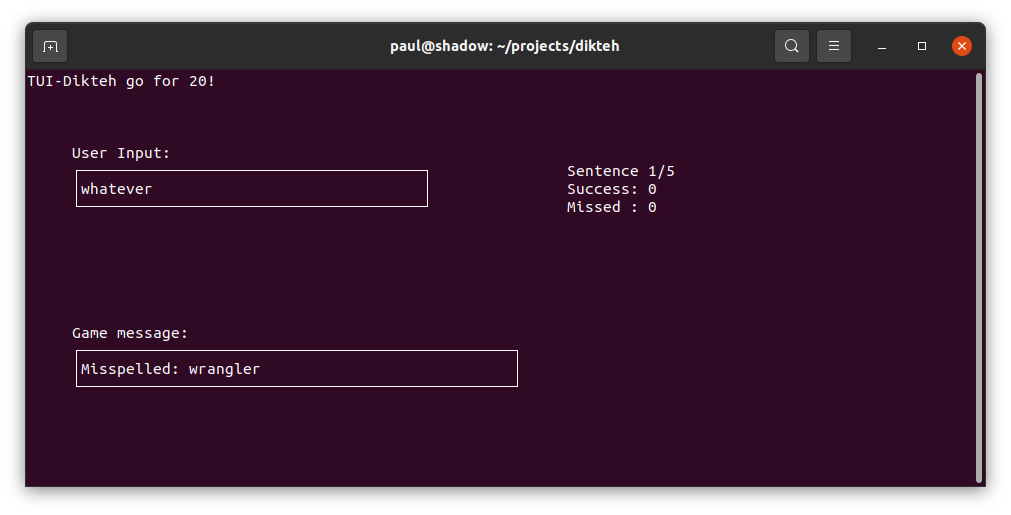 paul@shadow: ~/projects/dikteh
TUI-Dikteh go for 20!
User Input:
whatever
Sentence 1/5
Success: 0
Missed : 0
Game message:
Misspelled: wrangler